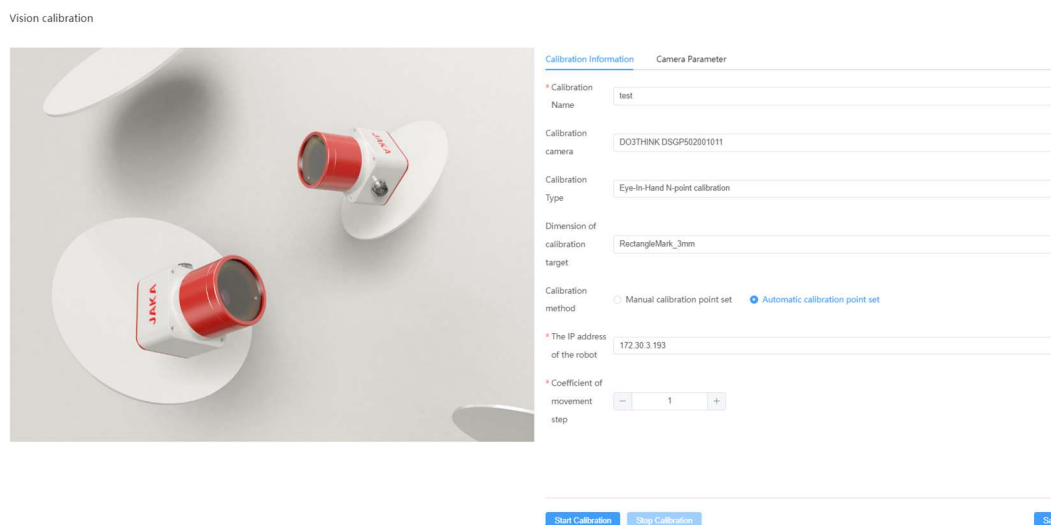 Vision calibration
Calibration Information
Camera Parameter
* Calibration
Name
test
Calibration
camera
DO3THINK DSGP502001011
Calibration
Type
Eye-In-Hand N-point calibration
Dimension of
calibration
target
RectangleMark_3mm
Calibration
method
Manual calibration point set
Automatic calibration point set
* The IP address
of the robot
172.30.3.193
* Coefficient of
movement
step
− 1 +
JAKA
JAKA
Start Calibration
Stop Calibration